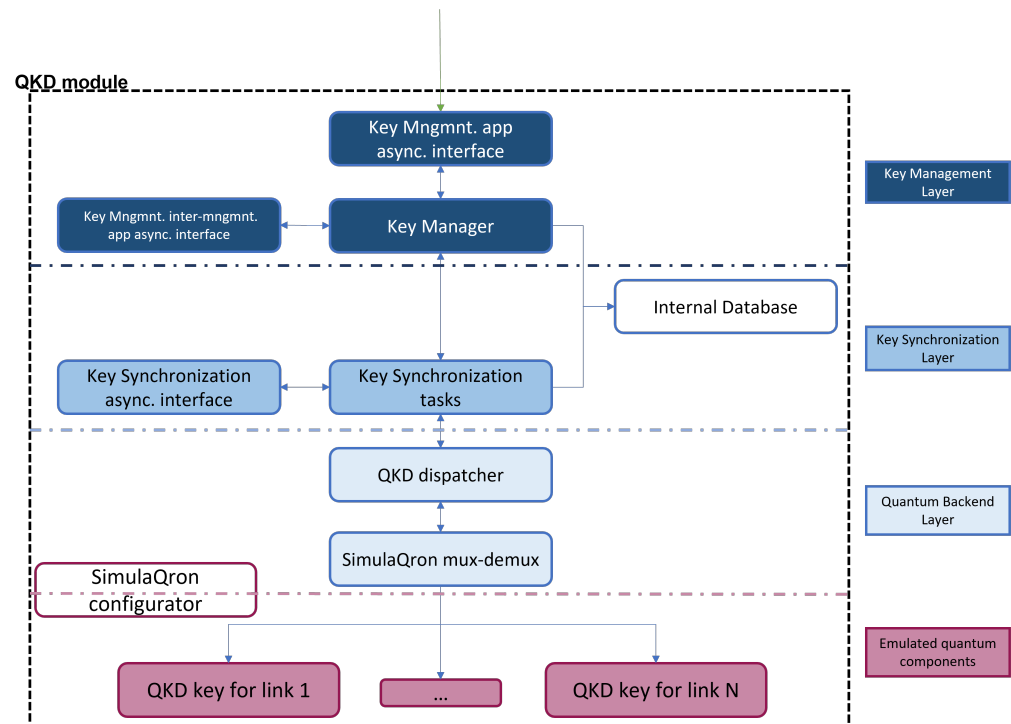 QKD module
Key Mngmnt. app
async. interface
Key Management
Layer
Key Mngmnt. inter-mngmnt.
app async. interface
Key Manager
Internal Database
Key Synchronization
Layer
Key Synchronization
async. interface
Key Synchronization
tasks
QKD dispatcher
Quantum Backend
Layer
SimulaQron mux-demux
SimulaQron
configurator
Emulated quantum
components
QKD key for link 1
...
QKD key for link N